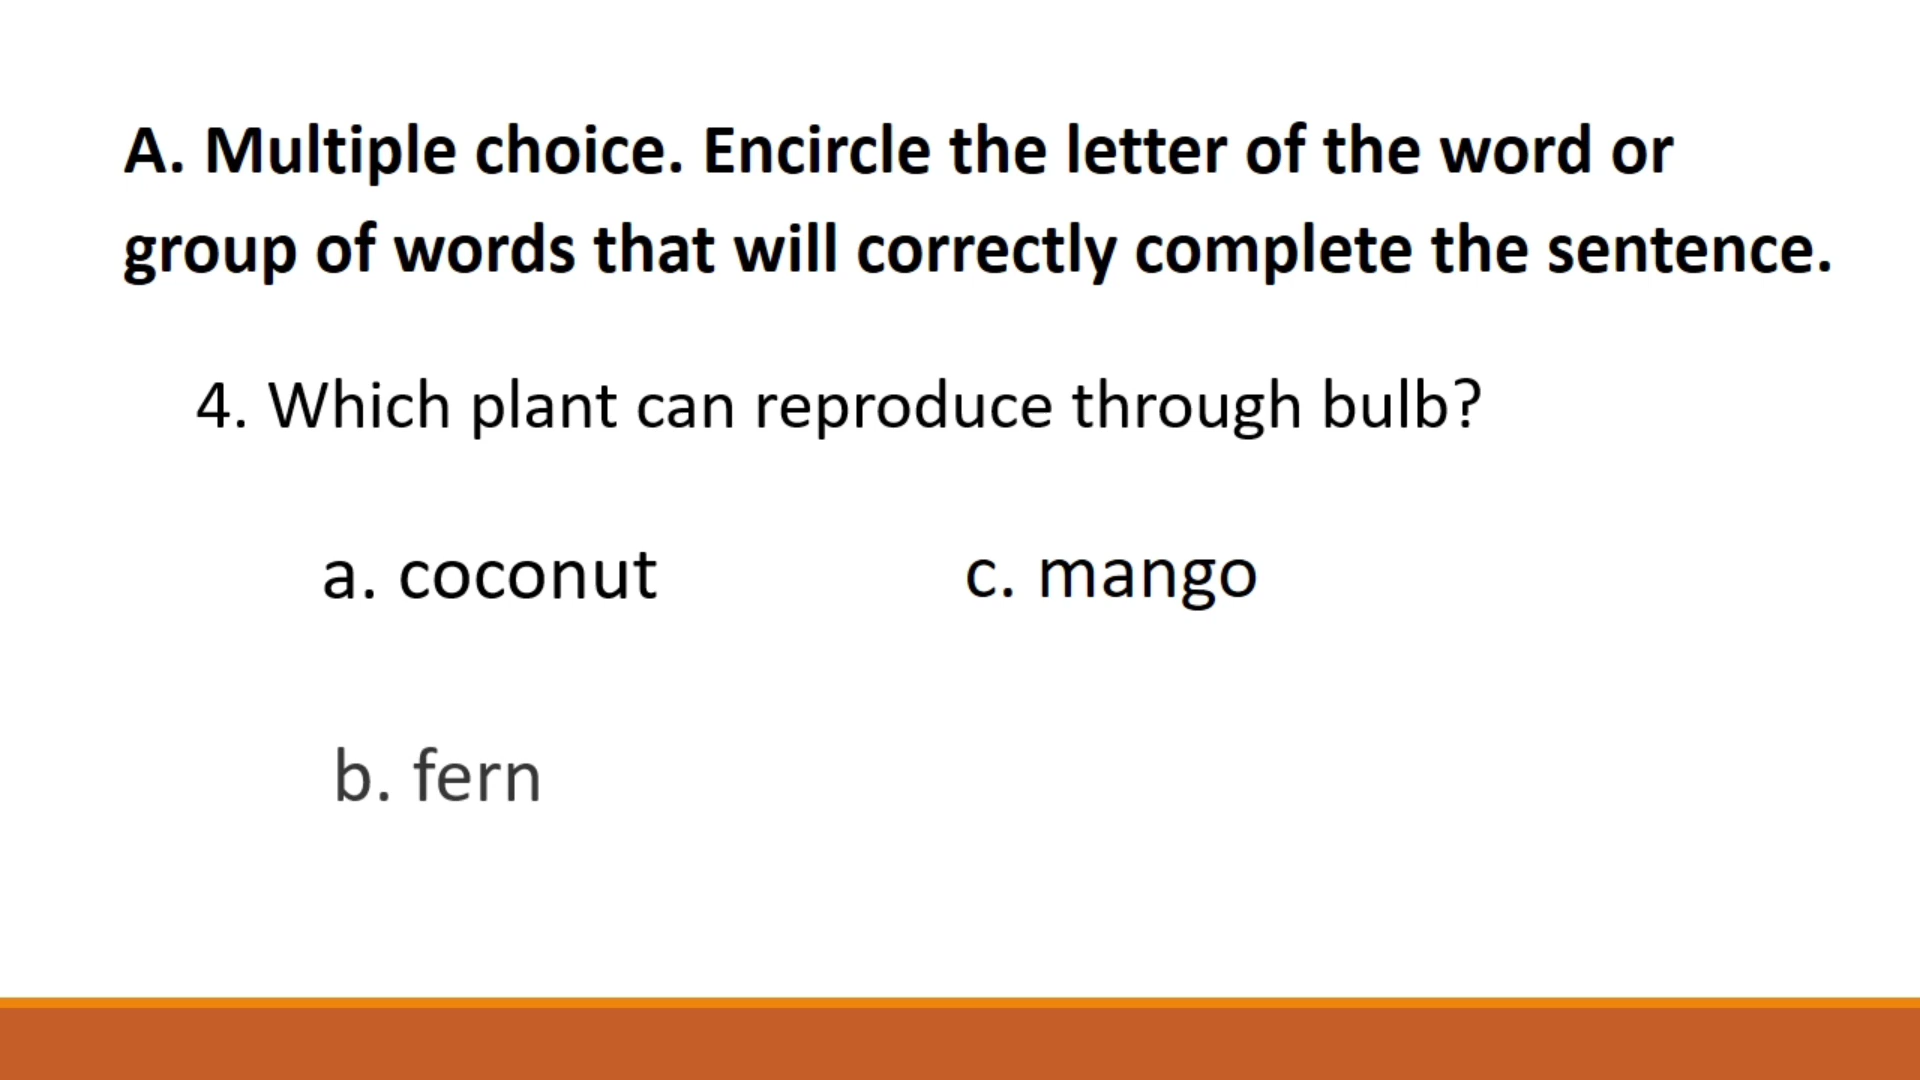 A. Multiple choice. Encircle the letter of the word or
group of words that will correctly complete the sentence.
4. Which plant can reproduce through bulb?
a. coconut
c. mango
b. fern